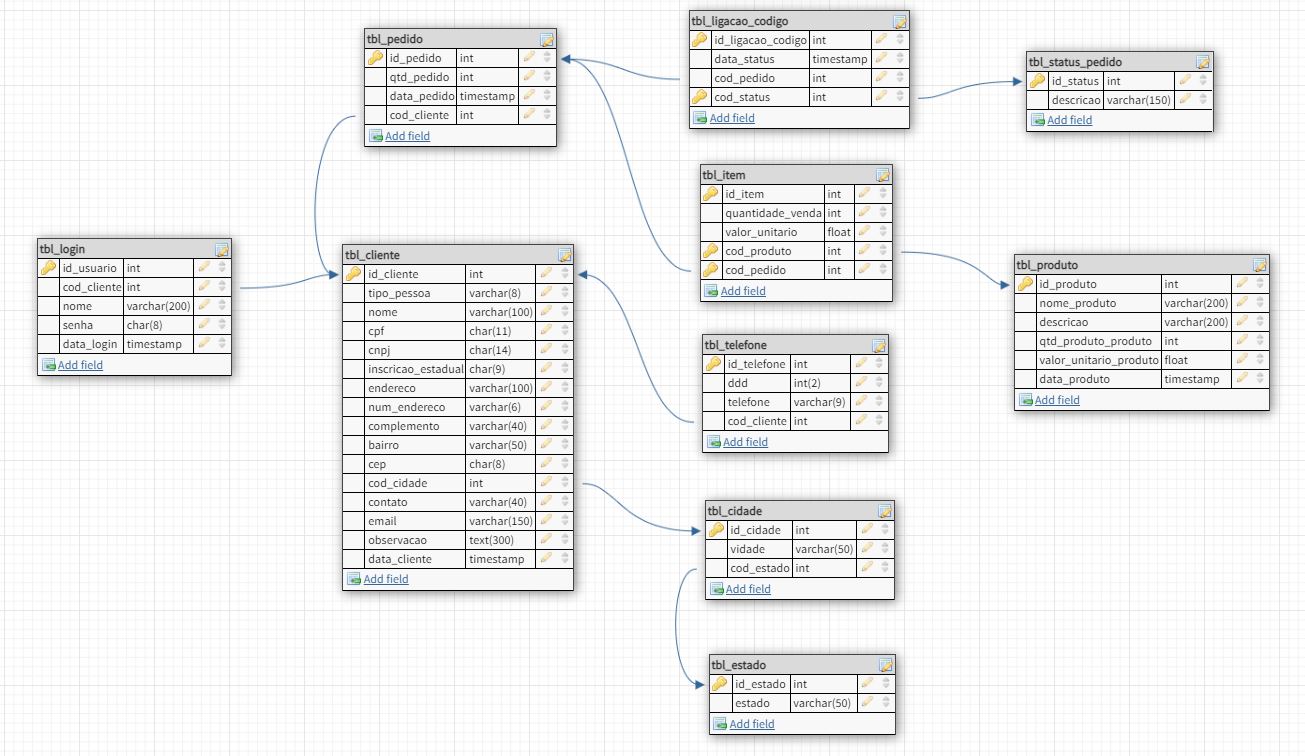 tbl_pedido
id_pedido int
qtd_pedido int
data_pedido timestamp
cod_cliente int
Add field
tbl_ligacao_codigo
id_ligacao_codigo int
data_status timestamp
cod_pedido int
cod_status int
Add field
tbl_status_pedido
id_status int
descricao varchar(150)
Add field
tbl_item
id_item int
quantidade_venda int
valor_unitario float
cod_produto int
cod_pedido int
Add field
tbl_login
id_usuario int
cod_cliente int
nome varchar(200)
senha char(8)
data_login timestamp
Add field
tbl_cliente
id_cliente int
tipo_pessoa varchar(8)
nome varchar(100)
cpf char(11)
cnpj char(14)
inscricao_estadual char(9)
endereco varchar(100)
num_endereco varchar(6)
complemento varchar(40)
bairro varchar(50)
cep char(8)
cod_cidade int
contato varchar(40)
email varchar(150)
observacao text(300)
data_cliente timestamp
Add field
tbl_produto
id_produto int
nome_produto varchar(200)
descricao varchar(200)
qtd_produto_produto int
valor_unitario_produto float
data_produto timestamp
Add field
tbl_telefone
id_telefone int
ddd int(2)
telefone varchar(9)
cod_cliente int
Add field
tbl_cidade
id_cidade int
vidade varchar(50)
cod_estado int
Add field
tbl_estado
id_estado int
estado varchar(50)
Add field